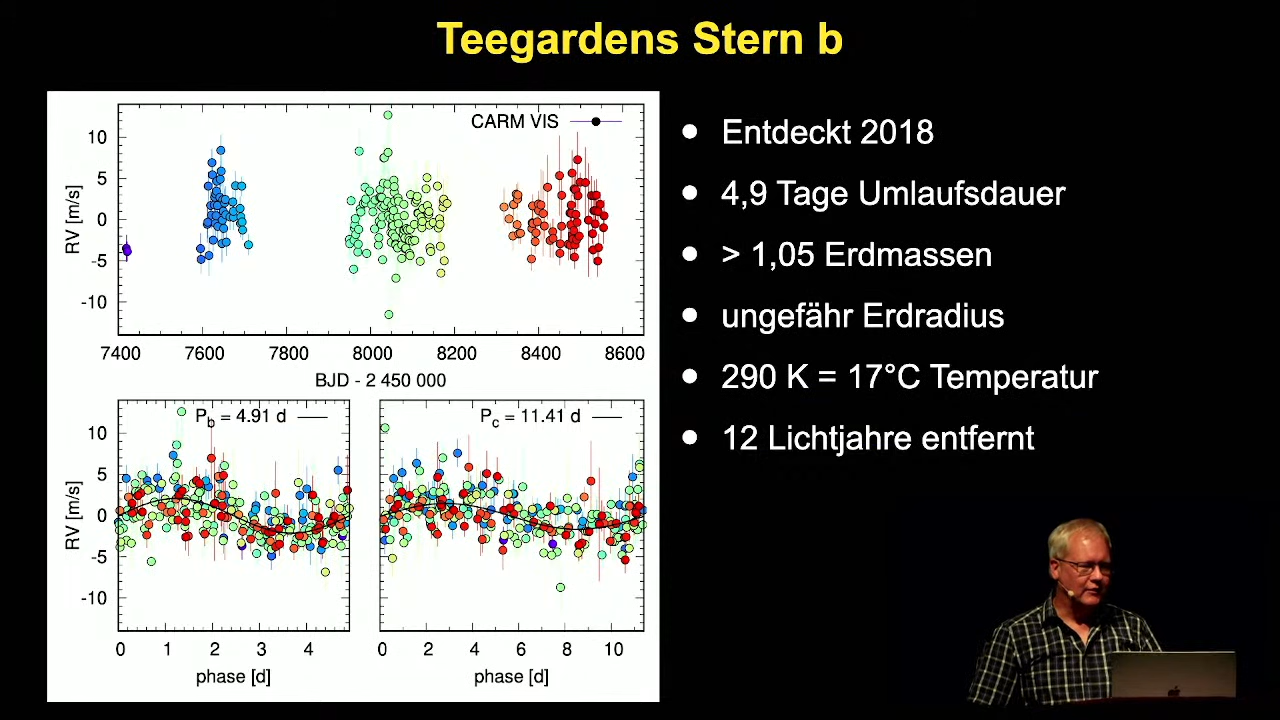 Teegardens Stern b
CARM VIS
10
5
0
-5
-10
RV [m/s]
7400 7600 7800 8000 8200 8400 8600
BJD - 2 450 000
P_b = 4.91 d
P_c = 11.41 d
10
5
0
-5
-10
RV [m/s]
0 1 2 3 4
0 2 4 6 8 10
phase [d]
phase [d]
● Entdeckt 2018
● 4,9 Tage Umlaufsdauer
● > 1,05 Erdmassen
● ungefähr Erdradius
● 290 K = 17°C Temperatur
● 12 Lichtjahre entfernt